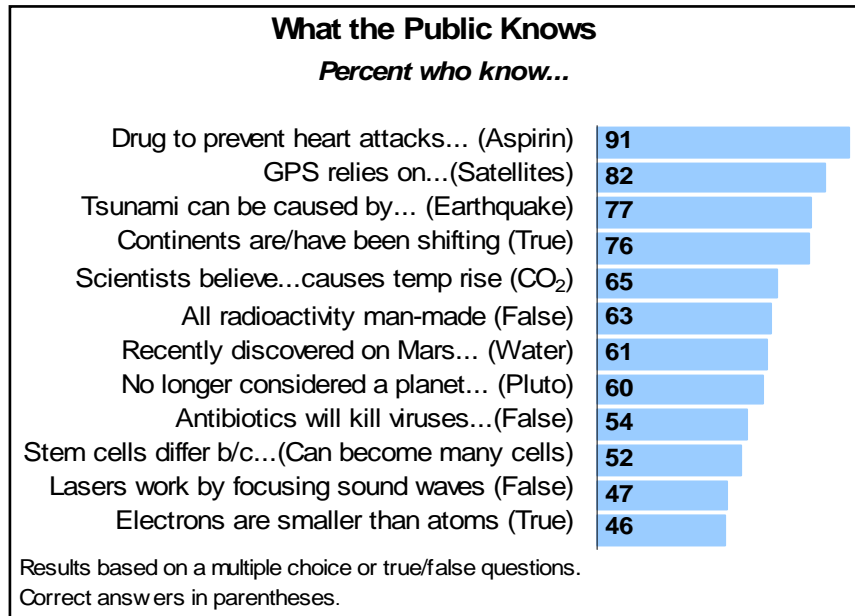 What the Public Knows
Percent who know...
Drug to prevent heart attacks... (Aspirin) 91
GPS relies on...(Satellites) 82
Tsunami can be caused by... (Earthquake) 77
Continents are/have been shifting (True) 76
Scientists believe...causes temp rise (CO₂) 65
All radioactivity man-made (False) 63
Recently discovered on Mars... (Water) 61
No longer considered a planet... (Pluto) 60
Antibiotics will kill viruses...(False) 54
Stem cells differ b/c...(Can become many cells) 52
Lasers work by focusing sound waves (False) 47
Electrons are smaller than atoms (True) 46
Results based on a multiple choice or true/false questions.
Correct answers in parentheses.